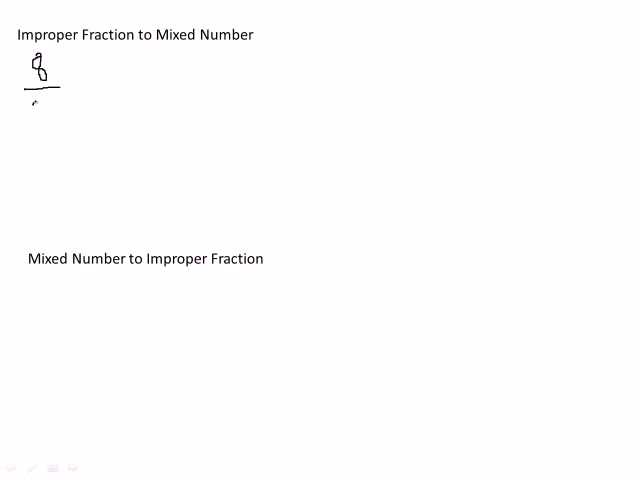 Improper Fraction to Mixed Number
8
Mixed Number to Improper Fraction